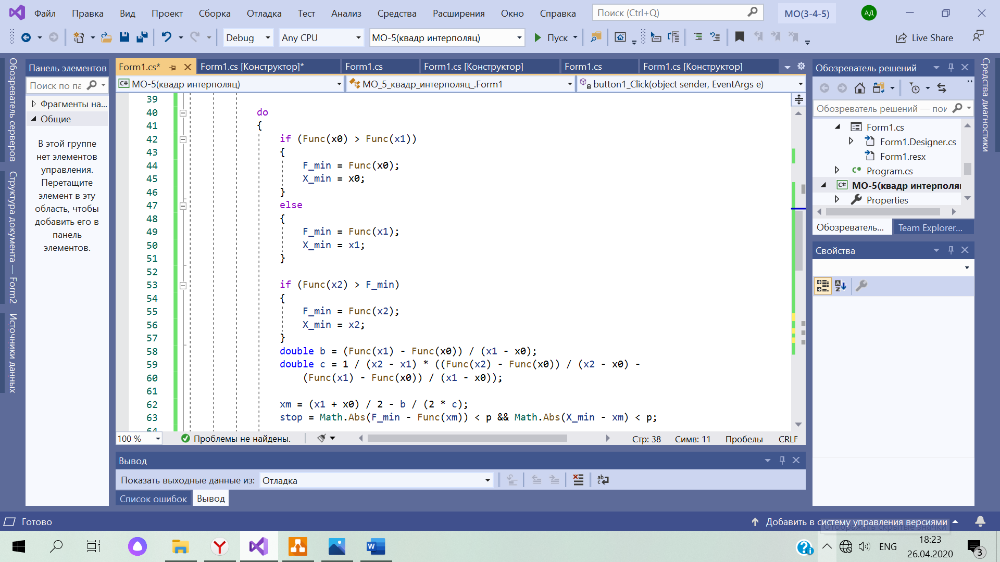 Файл Правка Вид Проект Сборка Отладка Тест Анализ Средства Расширения Окно Справка Поиск (Ctrl+Q) МО(3-4-5) АД
Debug Any CPU МО-5(квадр интерполяц) Пуск Live Share
Обозреватель серверов
Структура документа — Form2
Источники данных
Панель элементов
Поиск по па
Фрагменты на...
Общие
В этой группе
нет элементов
управления.
Перетащите
элемент в эту
область, чтобы
добавить его в
панель
элементов.
Form1.cs* Form1.cs [Конструктор]* Form1.cs Form1.cs [Конструктор] Form1.cs Form1.cs [Конструктор]
C# МО-5(квадр интерполяц) МО_5_квадр_интерполяц_.Form1 button1_Click(object sender, EventArgs e)
39
40 do
41 {
42 if (Func(x0) > Func(x1))
43 {
44 F_min = Func(x0);
45 X_min = x0;
46 }
47 else
48 {
49 F_min = Func(x1);
50 X_min = x1;
51 }
52
53 if (Func(x2) > F_min)
54 {
55 F_min = Func(x2);
56 X_min = x2;
57 }
58 double b = (Func(x1) - Func(x0)) / (x1 - x0);
59 double c = 1 / (x2 - x1) * ((Func(x2) - Func(x0)) / (x2 - x0) -
60 (Func(x1) - Func(x0)) / (x1 - x0));
61
62 xm = (x1 + x0) / 2 - b / (2 * c);
63 stop = Math.Abs(F_min - Func(xm)) < p && Math.Abs(X_min - xm) < p;
64
100 % Проблемы не найдены. Стр: 38 Симв: 11 Пробелы CRLF
Вывод
Показать выходные данные из: Отладка
Список ошибок Вывод
Обозреватель решений
Обозреватель решений — пои
Form1.cs
Form1.Designer.cs
Form1.resx
C# Program.cs
C# МО-5(квадр интерполя
Properties
Обозреватель... Team Explorer...
Свойства
Средства диагностики
Готово Добавить в систему управления версиями
Отображать скрытые значки
ENG 18:23
26.04.2020 3